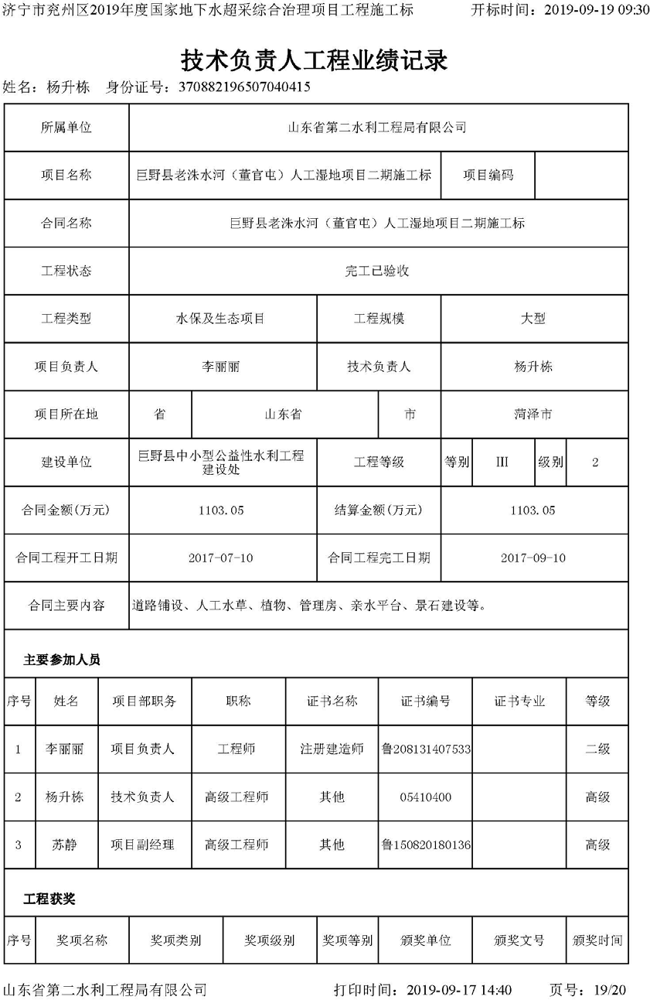 济宁市兖州区2019年度国家地下水超采综合治理项目工程施工标 开标时间：2019-09-19 09:30
技术负责人工程业绩记录
姓名：杨升栋 身份证号：370882196507040415
所属单位 山东省第二水利工程局有限公司
项目名称 巨野县老洙水河（董官屯）人工湿地项目二期施工标 项目编码
合同名称 巨野县老洙水河（董官屯）人工湿地项目二期施工标
工程状态 完工已验收
工程类型 水保及生态项目 工程规模 大型
项目负责人 李丽丽 技术负责人 杨升栋
项目所在地 省 山东省 市 菏泽市
建设单位 巨野县中小型公益性水利工程
建设处 工程等级 等别 III 级别 2
合同金额(万元) 1103.05 结算金额(万元) 1103.05
合同工程开工日期 2017-07-10 合同工程完工日期 2017-09-10
合同主要内容 道路铺设、人工水草、植物、管理房、亲水平台、景石建设等。
主要参加人员
序号 姓名 项目部职务 职称 证书名称 证书编号 证书专业 等级
1 李丽丽 项目负责人 工程师 注册建造师 鲁208131407533 二级
2 杨升栋 技术负责人 高级工程师 其他 05410400 高级
3 苏静 项目副经理 高级工程师 其他 鲁150820180136 高级
工程获奖
序号 奖项名称 奖项类别 奖项级别 奖项等别 颁奖单位 颁奖文号 颁奖时间
山东省第二水利工程局有限公司 打印时间：2019-09-17 14:40 页号：19/20